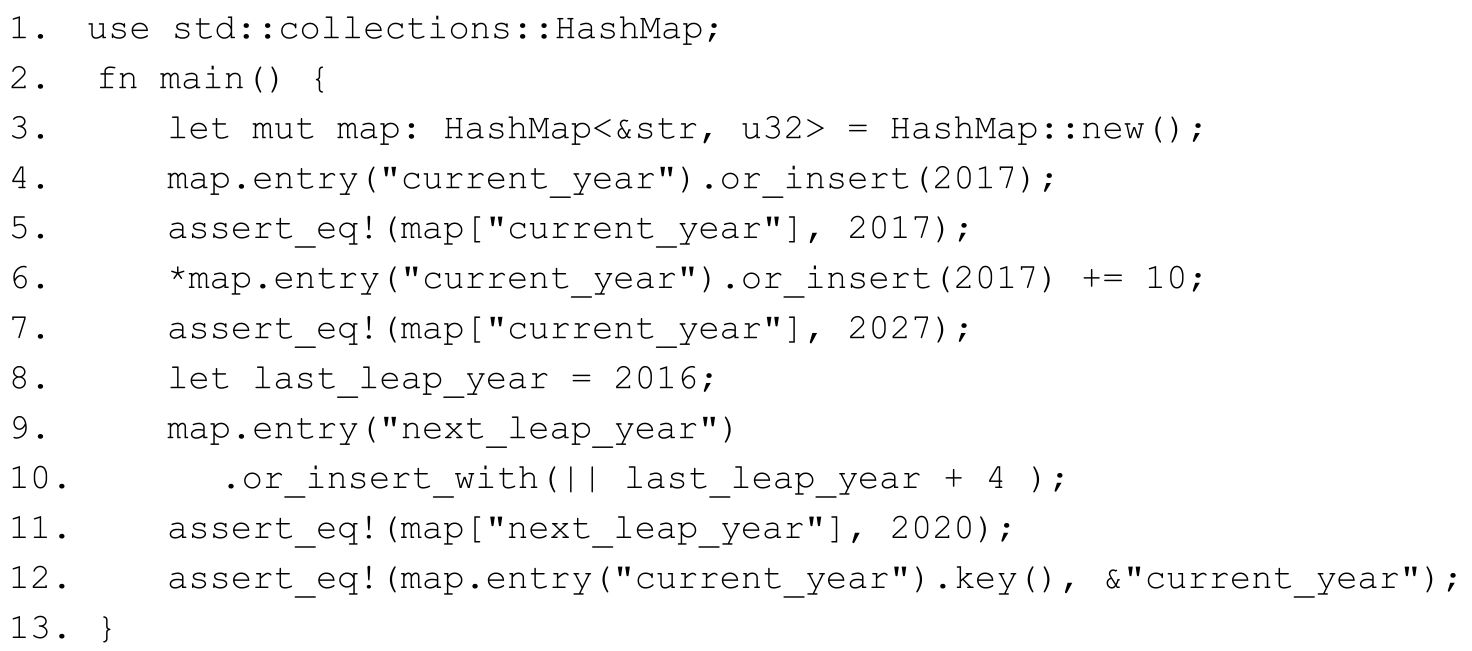 1. use std::collections::HashMap;
2. fn main() {
3. let mut map: HashMap<&str, u32> = HashMap::new();
4. map.entry("current_year").or_insert(2017);
5. assert_eq!(map["current_year"], 2017);
6. *map.entry("current_year").or_insert(2017) += 10;
7. assert_eq!(map["current_year"], 2027);
8. let last_leap_year = 2016;
9. map.entry("next_leap_year")
10. .or_insert_with(|| last_leap_year + 4 );
11. assert_eq!(map["next_leap_year"], 2020);
12. assert_eq!(map.entry("current_year").key(), &"current_year");
13. }